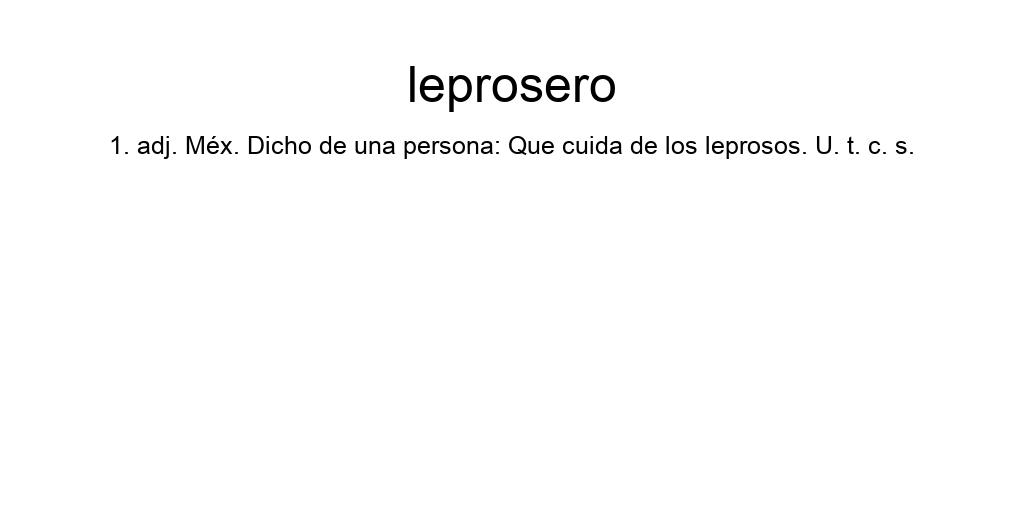 leprosero
1. adj. Méx. Dicho de una persona: Que cuida de los leprosos. U. t. c. s.